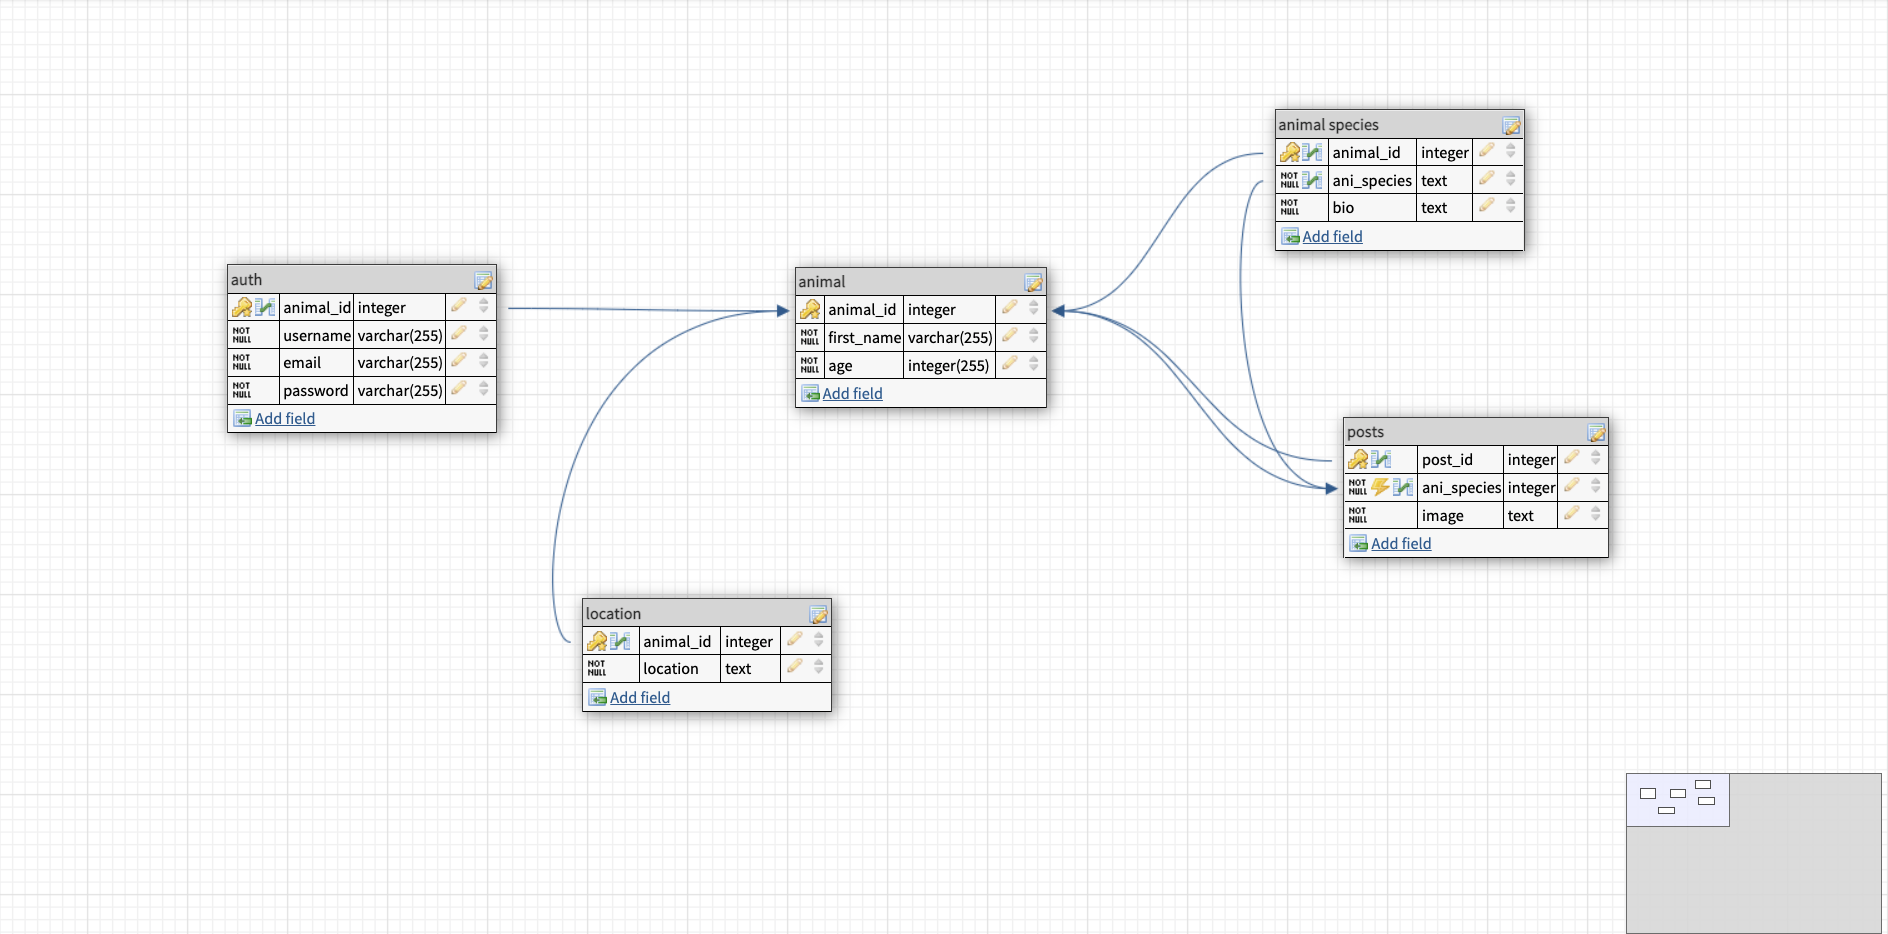 animal species
NOT NULL animal_id integer
NOT NULL ani_species text
NOT NULL bio text
Add field
auth
animal_id integer
NOT NULL username varchar(255)
NOT NULL email varchar(255)
NOT NULL password varchar(255)
Add field
animal
animal_id integer
NOT NULL first_name varchar(255)
NOT NULL age integer(255)
Add field
posts
post_id integer
NOT NULL ani_species integer
NOT NULL image text
Add field
location
animal_id integer
NOT NULL location text
Add field